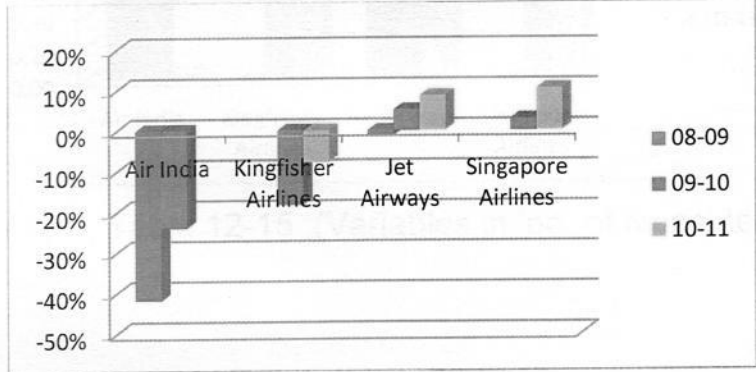 20%
10%
0%
-10%
-20%
-30%
-40%
-50%
Air India
Kingfisher Airlines
Jet Airways
Singapore Airlines
08-09
09-10
10-11